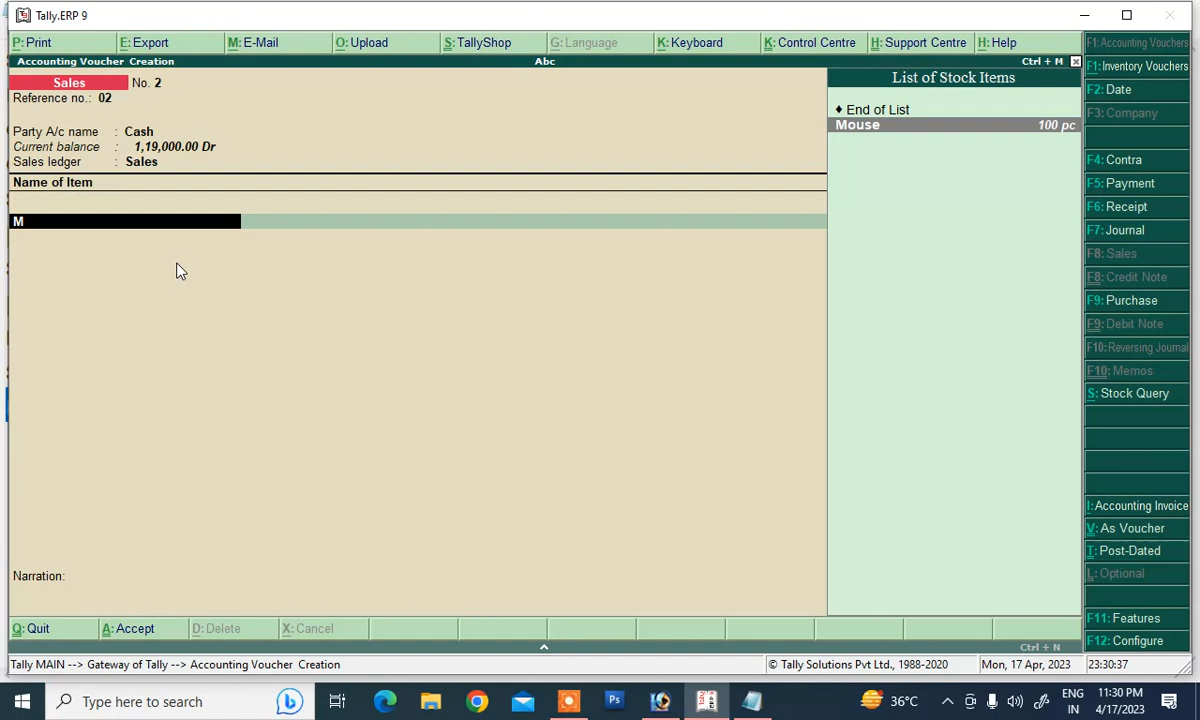 Tally.ERP 9
P: Print E: Export M: E-Mail O: Upload S: TallyShop G: Language K: Keyboard K: Control Centre H: Support Centre H: Help
Accounting Voucher Creation Abc Ctrl + M x
Sales No. 2
Reference no.: 02
Party A/c name : Cash
Current balance : 1,19,000.00 Dr
Sales ledger : Sales
Name of Item
M
Narration:
List of Stock Items
♦ End of List
Mouse 100 pc
F1: Accounting Vouchers
F1: Inventory Vouchers
F2: Date
F3: Company
F4: Contra
F5: Payment
F6: Receipt
F7: Journal
F8: Sales
F8: Credit Note
F9: Purchase
F9: Debit Note
F10: Reversing Journal
F10: Memos
S: Stock Query
I: Accounting Invoice
V: As Voucher
T: Post-Dated
L: Optional
F11: Features
F12: Configure
Q: Quit A: Accept D: Delete X: Cancel
Ctrl + N
Tally MAIN --> Gateway of Tally --> Accounting Voucher Creation © Tally Solutions Pvt Ltd., 1988-2020 Mon, 17 Apr, 2023 23:30:37
Type here to search 36°C ENG IN 11:30 PM 4/17/2023